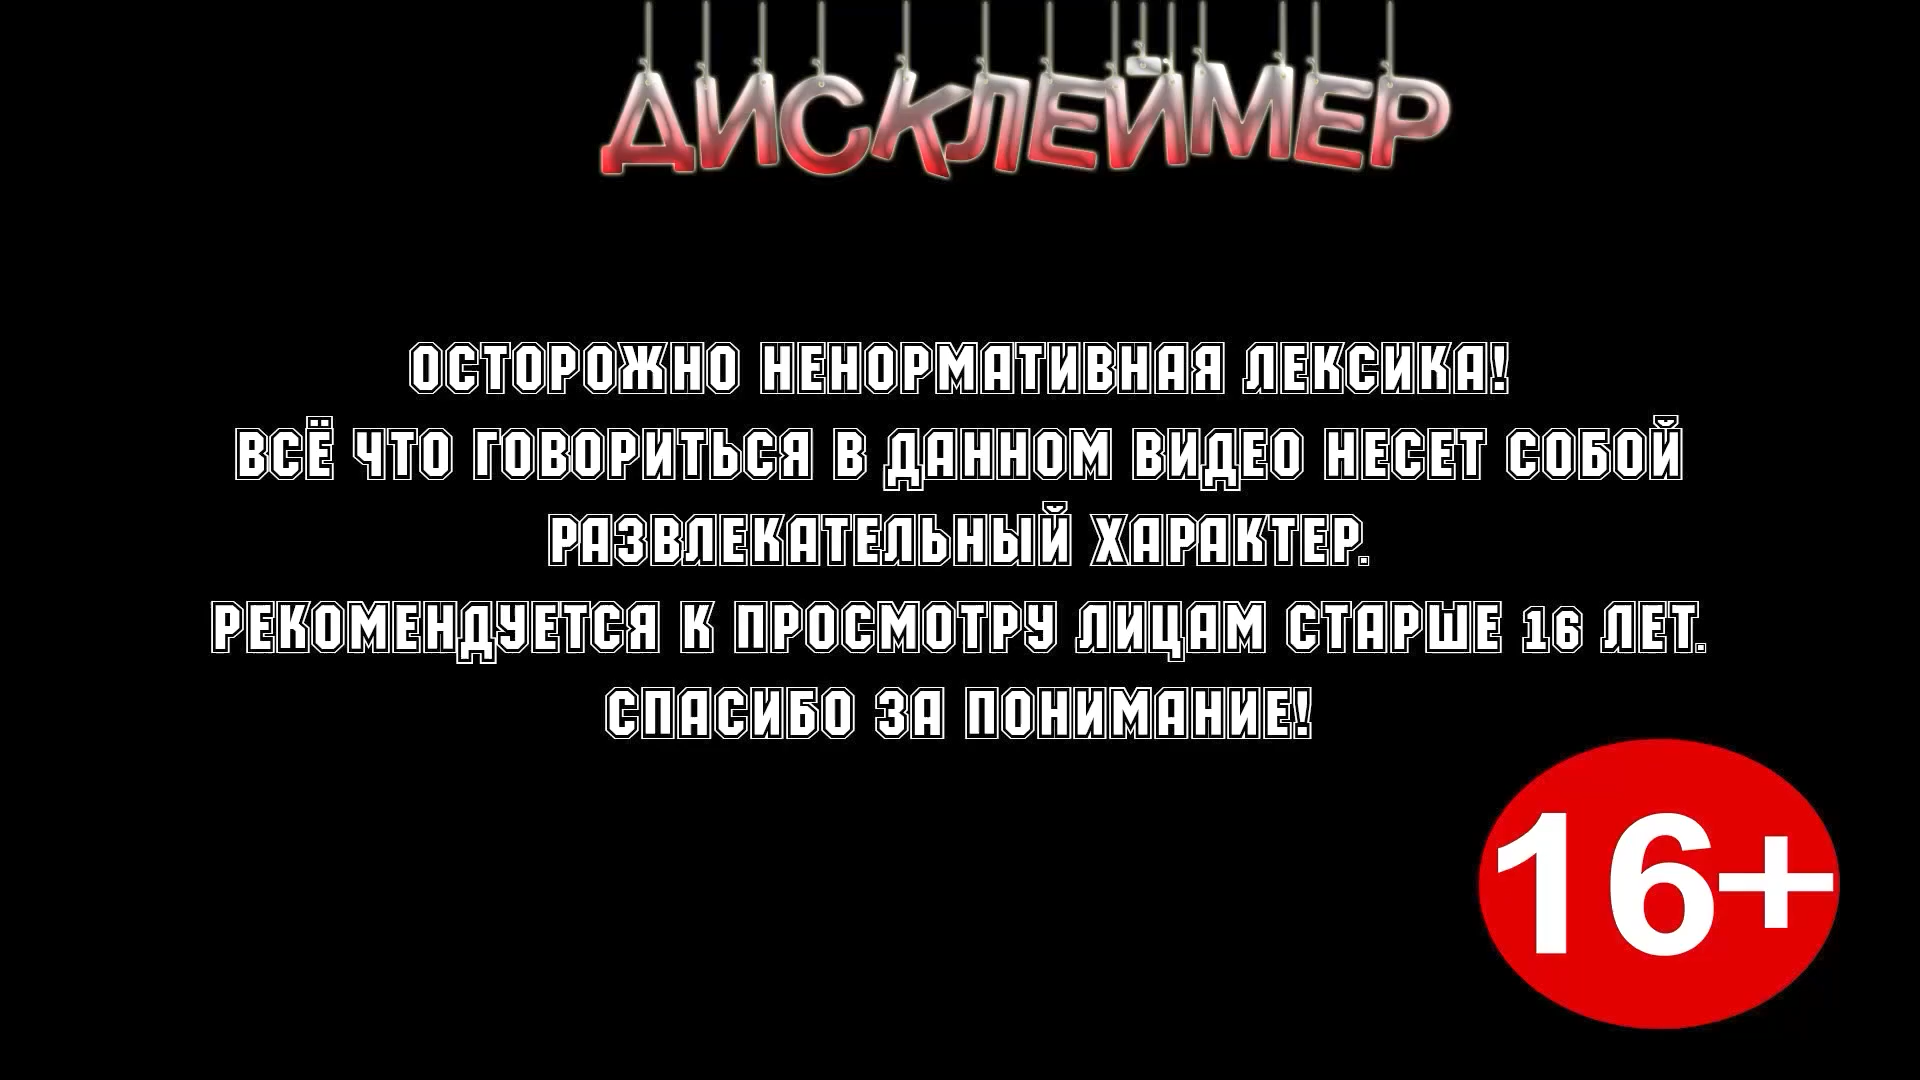 ДИСКЛЕЙМЕР
ОСТОРОЖНО НЕНОРМАТИВНАЯ ЛЕКСИКА!
ВСЁ ЧТО ГОВОРИТЬСЯ В ДАННОМ ВИДЕО НЕСЕТ СОБОЙ
РАЗВЛЕКАТЕЛЬНЫЙ ХАРАКТЕР.
РЕКОМЕНДУЕТСЯ К ПРОСМОТРУ ЛИЦАМ СТАРШЕ 16 ЛЕТ.
СПАСИБО ЗА ПОНИМАНИЕ!
16+